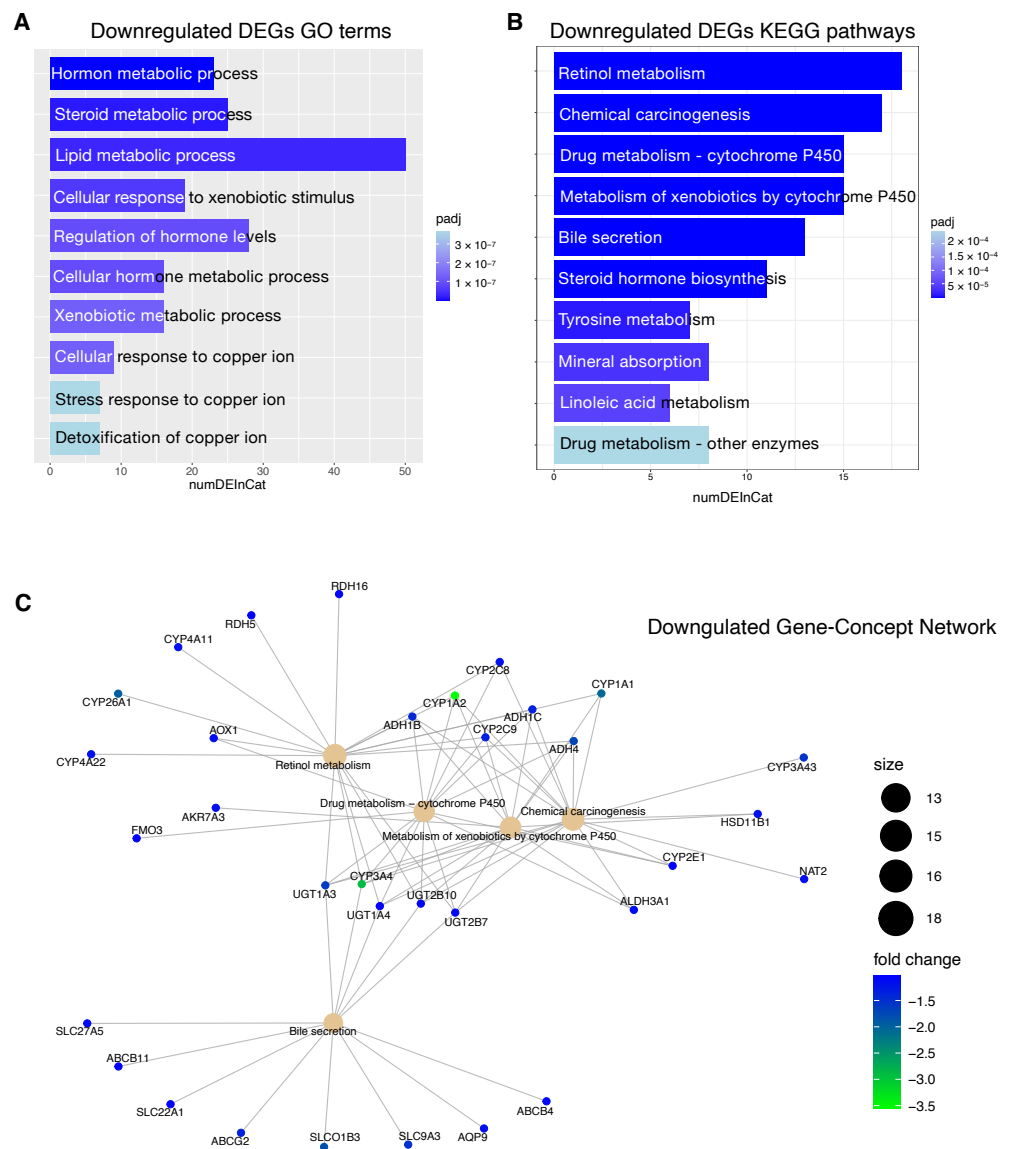 A
Downregulated DEGs GO terms
Hormon metabolic process
Steroid metabolic process
Lipid metabolic process
Cellular response to xenobiotic stimulus
Regulation of hormone levels
Cellular hormone metabolic process
Xenobiotic metabolic process
Cellular response to copper ion
Stress response to copper ion
Detoxification of copper ion
0 10 20 30 40 50
numDEInCat
padj
3 × 10⁻⁷
2 × 10⁻⁷
1 × 10⁻⁷
B
Downregulated DEGs KEGG pathways
Retinol metabolism
Chemical carcinogenesis
Drug metabolism - cytochrome P450
Metabolism of xenobiotics by cytochrome P450
Bile secretion
Steroid hormone biosynthesis
Tyrosine metabolism
Mineral absorption
Linoleic acid metabolism
Drug metabolism - other enzymes
0 5 10 15
numDEInCat
padj
2 × 10⁻⁴
1.5 × 10⁻⁴
1 × 10⁻⁴
5 × 10⁻⁵
C
Downgulated Gene-Concept Network
RDH16
RDH5
CYP4A11
CYP2C8
CYP1A1
CYP26A1
CYP1A2
ADH1B
ADH1C
AOX1
CYP2C9
ADH4
CYP4A22
Retinol metabolism
CYP3A43
Drug metabolism − cytochrome P450
Chemical carcinogenesis
AKR7A3
HSD11B1
FMO3
Metabolism of xenobiotics by cytochrome P450
CYP2E1
NAT2
CYP3A4
UGT1A3
UGT2B10
ALDH3A1
UGT1A4
UGT2B7
SLC27A5
Bile secretion
ABCB11
SLC22A1
ABCB4
ABCG2
SLCO1B3
SLC9A3
AQP9
size
13
15
16
18
fold change
−1.5
−2.0
−2.5
−3.0
−3.5